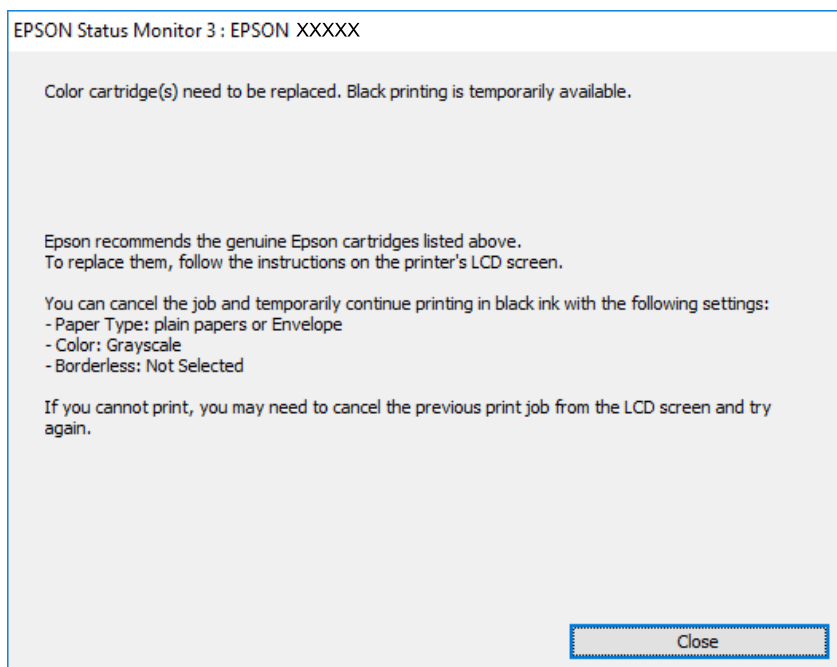 EPSON Status Monitor 3 : EPSON XXXXX
Color cartridge(s) need to be replaced. Black printing is temporarily available.
Epson recommends the genuine Epson cartridges listed above.
To replace them, follow the instructions on the printer's LCD screen.
You can cancel the job and temporarily continue printing in black ink with the following settings:
- Paper Type: plain papers or Envelope
- Color: Grayscale
- Borderless: Not Selected
If you cannot print, you may need to cancel the previous print job from the LCD screen and try
again.
Close